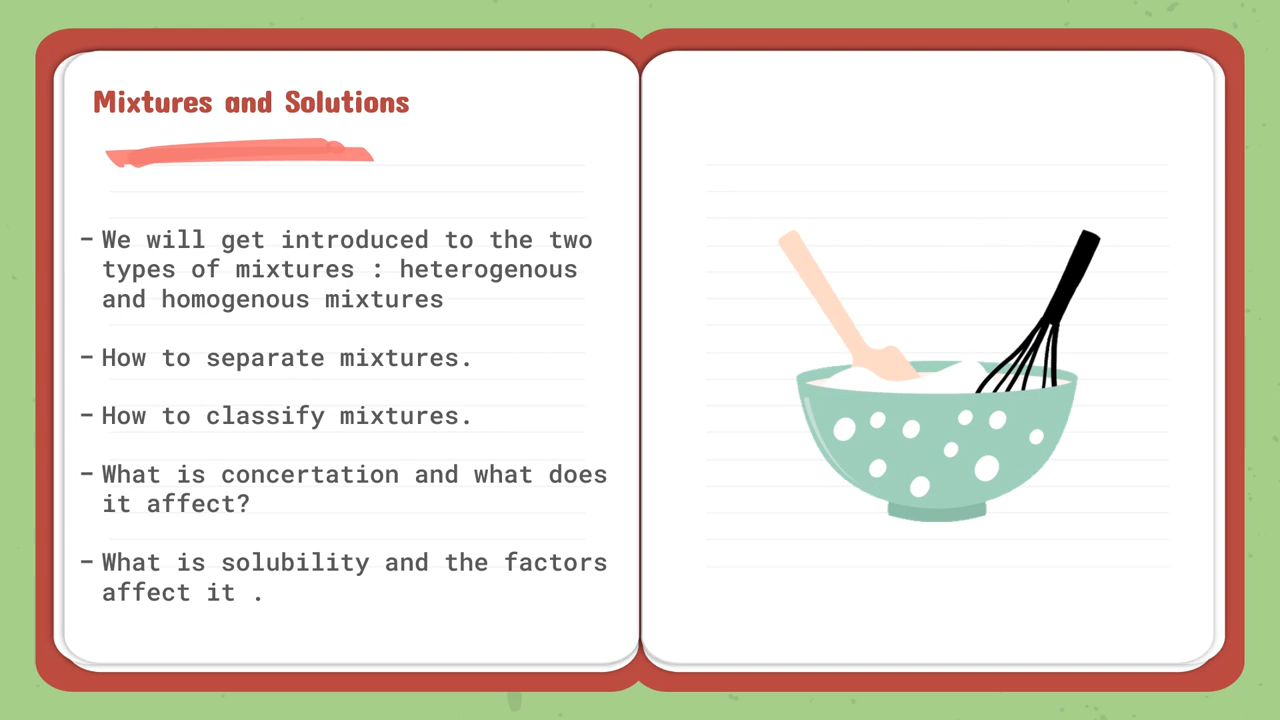 Mixtures and Solutions
- We will get introduced to the two
types of mixtures : heterogenous
and homogenous mixtures
- How to separate mixtures.
- How to classify mixtures.
- What is concertation and what does
it affect?
- What is solubility and the factors
affect it .